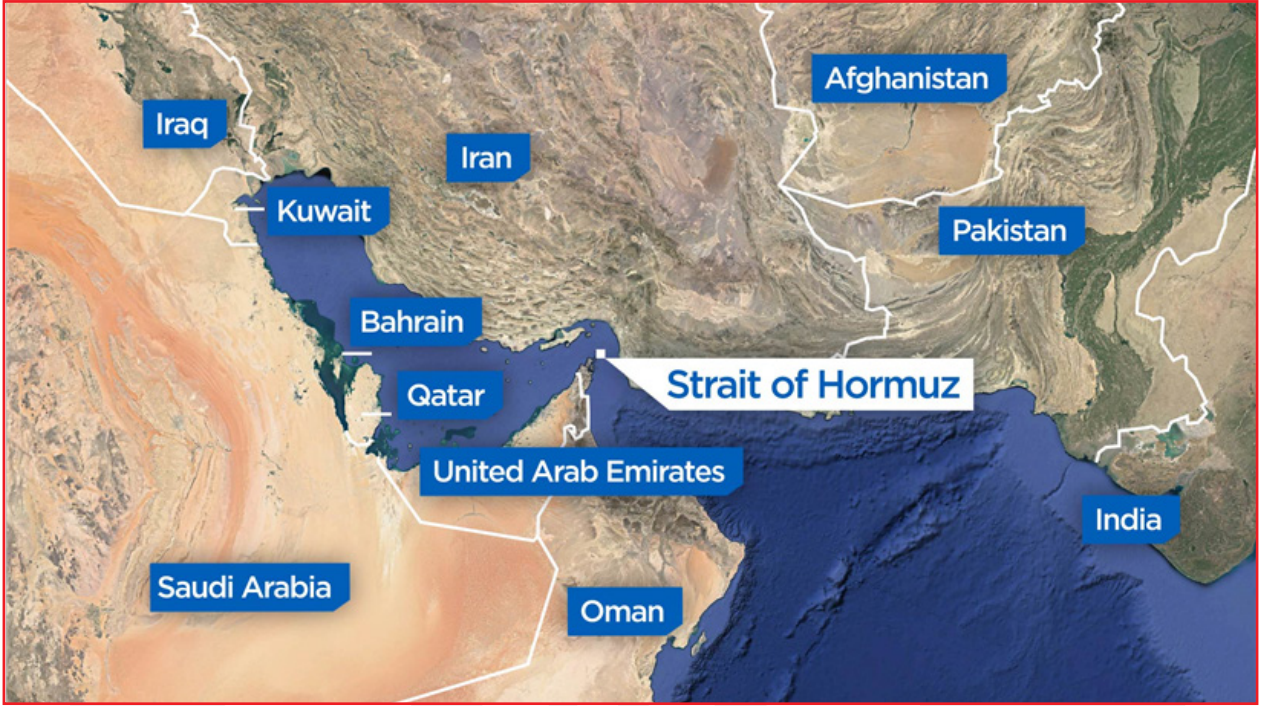 Afghanistan
Iraq
Iran
Kuwait
Pakistan
Bahrain
Strait of Hormuz
Qatar
United Arab Emirates
India
Saudi Arabia
Oman